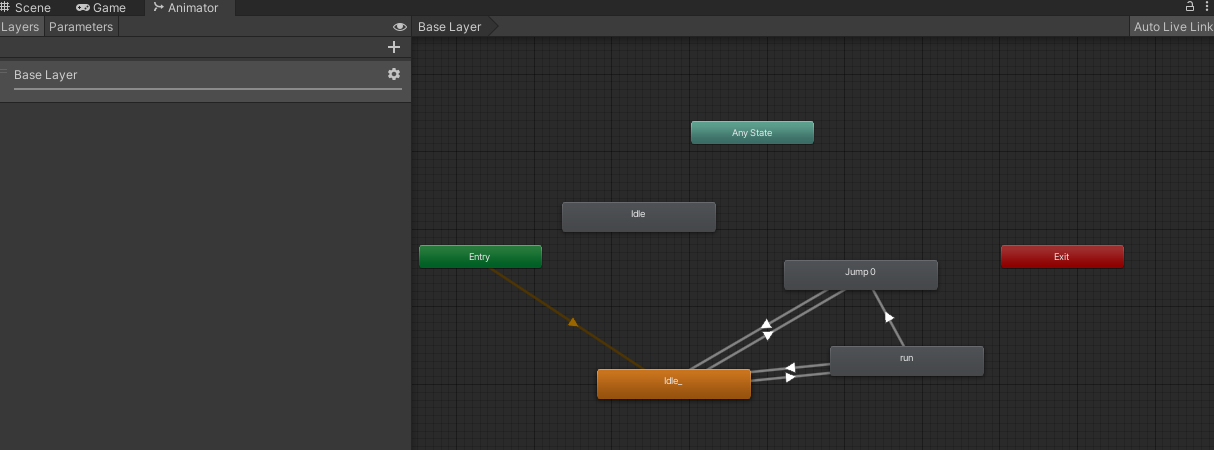 Scene Game Animator
Layers Parameters
Base Layer
Auto Live Link
Base Layer
Any State
Idle
Entry
Exit
Jump 0
run
Idle_